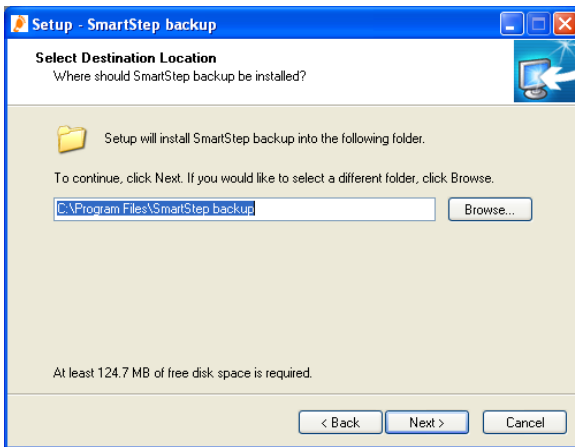 Setup - SmartStep backup
Select Destination Location
Where should SmartStep backup be installed?
Setup will install SmartStep backup into the following folder.
To continue, click Next. If you would like to select a different folder, click Browse.
C:\Program Files\SmartStep backup
Browse...
At least 124.7 MB of free disk space is required.
< Back Next > Cancel